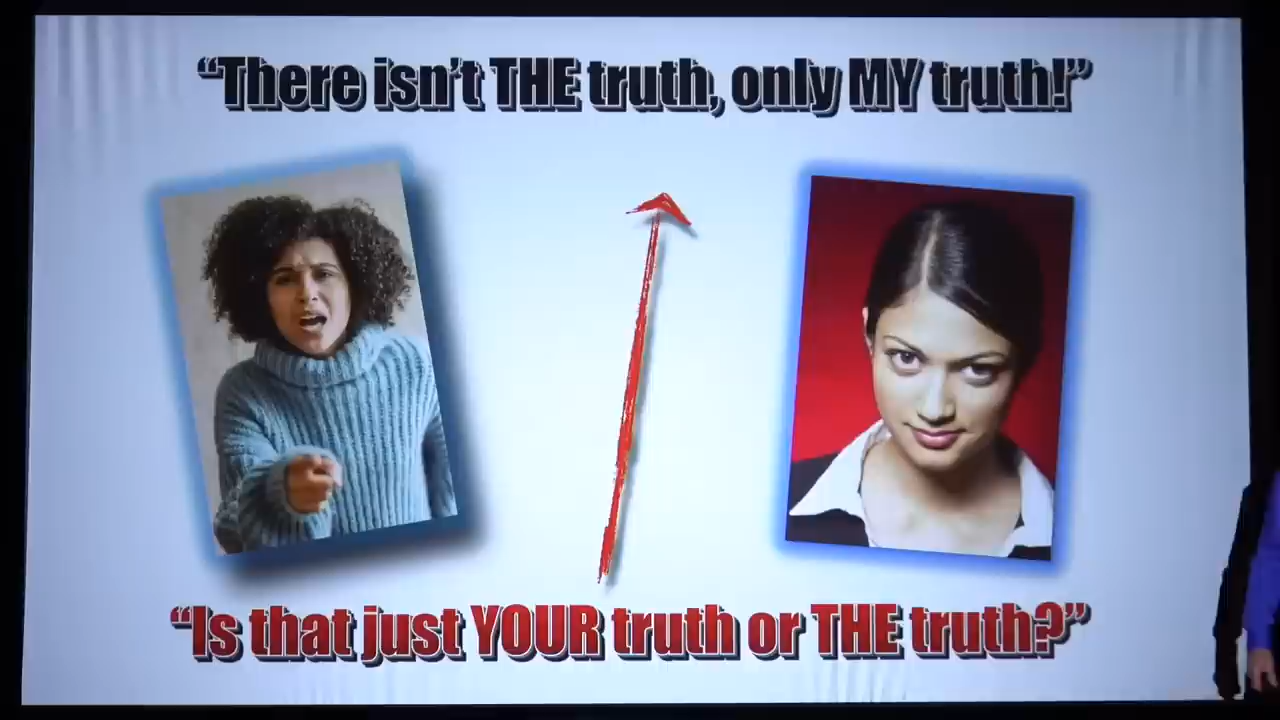 “There isn’t THE truth, only MY truth!”
“Is that just YOUR truth or THE truth?”